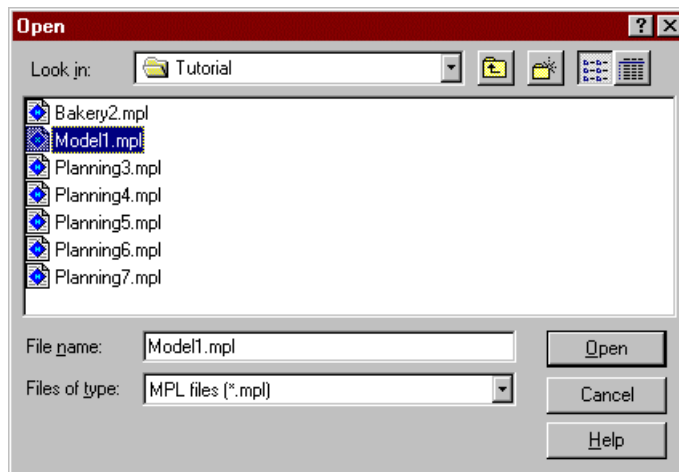 Open
Look in:
Tutorial
Bakery2.mpl
Model1.mpl
Planning3.mpl
Planning4.mpl
Planning5.mpl
Planning6.mpl
Planning7.mpl
File name: Model1.mpl Open
Files of type: MPL files (*.mpl) Cancel
Help